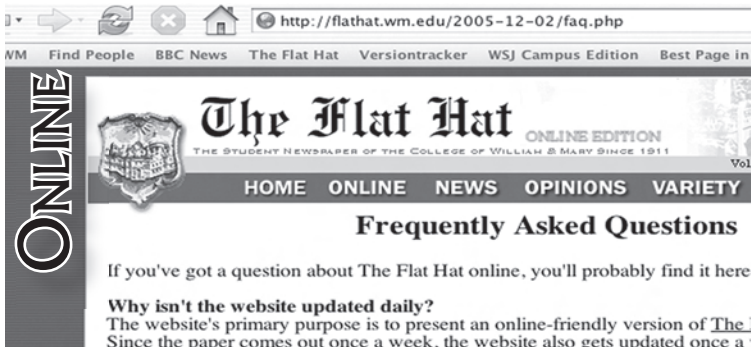 http://flathat.wm.edu/2005-12-02/faq.php
WM Find People BBC News The Flat Hat Versiontracker WSJ Campus Edition Best Page in
ONLINE
The Flat Hat ONLINE EDITION
THE STUDENT NEWSPAPER OF THE COLLEGE OF WILLIAM & MARY SINCE 1911
Vol
HOME ONLINE NEWS OPINIONS VARIETY
Frequently Asked Questions
If you've got a question about The Flat Hat online, you'll probably find it here
Why isn't the website updated daily?
The website's primary purpose is to present an online-friendly version of The
Since the paper comes out once a week, the website also gets updated once a